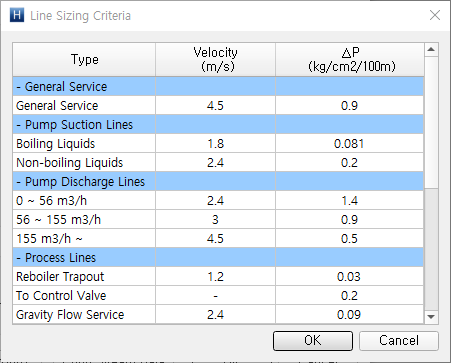 H Line Sizing Criteria
Type Velocity (m/s) ΔP (kg/cm2/100m)
- General Service
General Service 4.5 0.9
- Pump Suction Lines
Boiling Liquids 1.8 0.081
Non-boiling Liquids 2.4 0.2
- Pump Discharge Lines
0 ~ 56 m3/h 2.4 1.4
56 ~ 155 m3/h 3 0.9
155 m3/h ~ 4.5 0.5
- Process Lines
Reboiler Trapout 1.2 0.03
To Control Valve - 0.2
Gravity Flow Service 2.4 0.09
OK Cancel